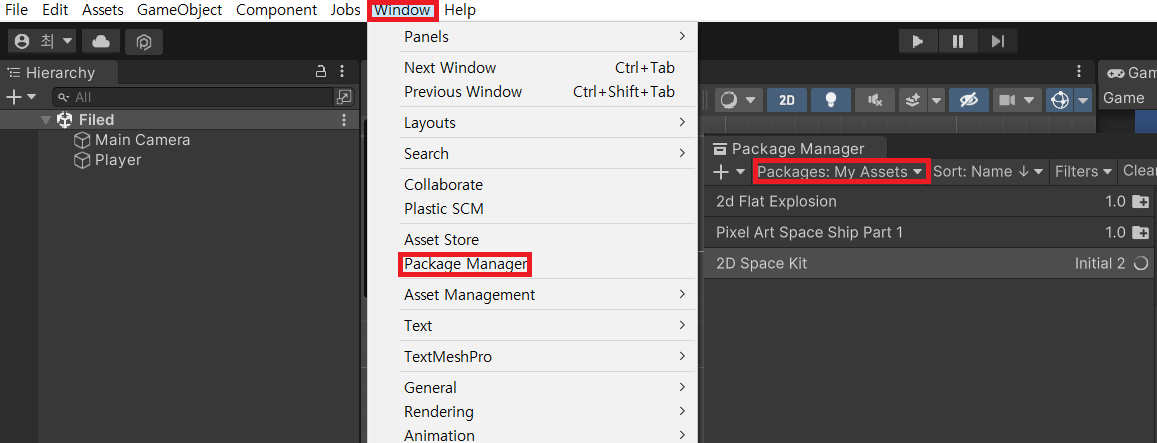 File Edit Assets GameObject Component Jobs Window Help
최
Hierarchy
All
Filed
Main Camera
Player
Panels
Next Window Ctrl+Tab
Previous Window Ctrl+Shift+Tab
Layouts
Search
Collaborate
Plastic SCM
Asset Store
Package Manager
Asset Management
Text
TextMeshPro
General
Rendering
Animation
2D
Gam
Game
Package Manager
Packages: My Assets Sort: Name ↓ Filters Clear
2d Flat Explosion 1.0
Pixel Art Space Ship Part 1 1.0
2D Space Kit Initial 2